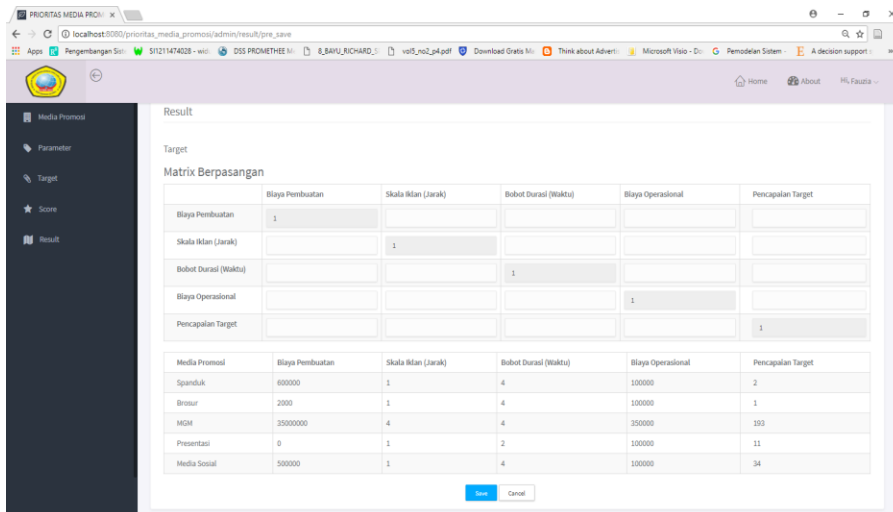 PRIORITAS MEDIA PROM
localhost:8080/prioritas_media_promosi/admin/result/pre_save
Apps Pengembangan Sist SI1211474028 - wid DSS PROMETHEE M 8_BAYU_RICHARD_S vol5_no2_p4.pdf Download Gratis Me Think about Adverti Microsoft Visio - Do Pemodelan Sistem - A decision support s
Home About Hi, Fauzia
Media Promosi
Parameter
Target
Score
Result
Result
Target
Matrix Berpasangan
Biaya Pembuatan Skala Iklan (Jarak) Bobot Durasi (Waktu) Biaya Operasional Pencapaian Target
Biaya Pembuatan 1
Skala Iklan (Jarak) 1
Bobot Durasi (Waktu) 1
Biaya Operasional 1
Pencapaian Target 1
Media Promosi Biaya Pembuatan Skala Iklan (Jarak) Bobot Durasi (Waktu) Biaya Operasional Pencapaian Target
Spanduk 600000 1 4 100000 2
Brosur 2000 1 4 100000 1
MGM 35000000 4 4 350000 193
Presentasi 0 1 2 100000 11
Media Sosial 500000 1 4 100000 34
Save Cancel